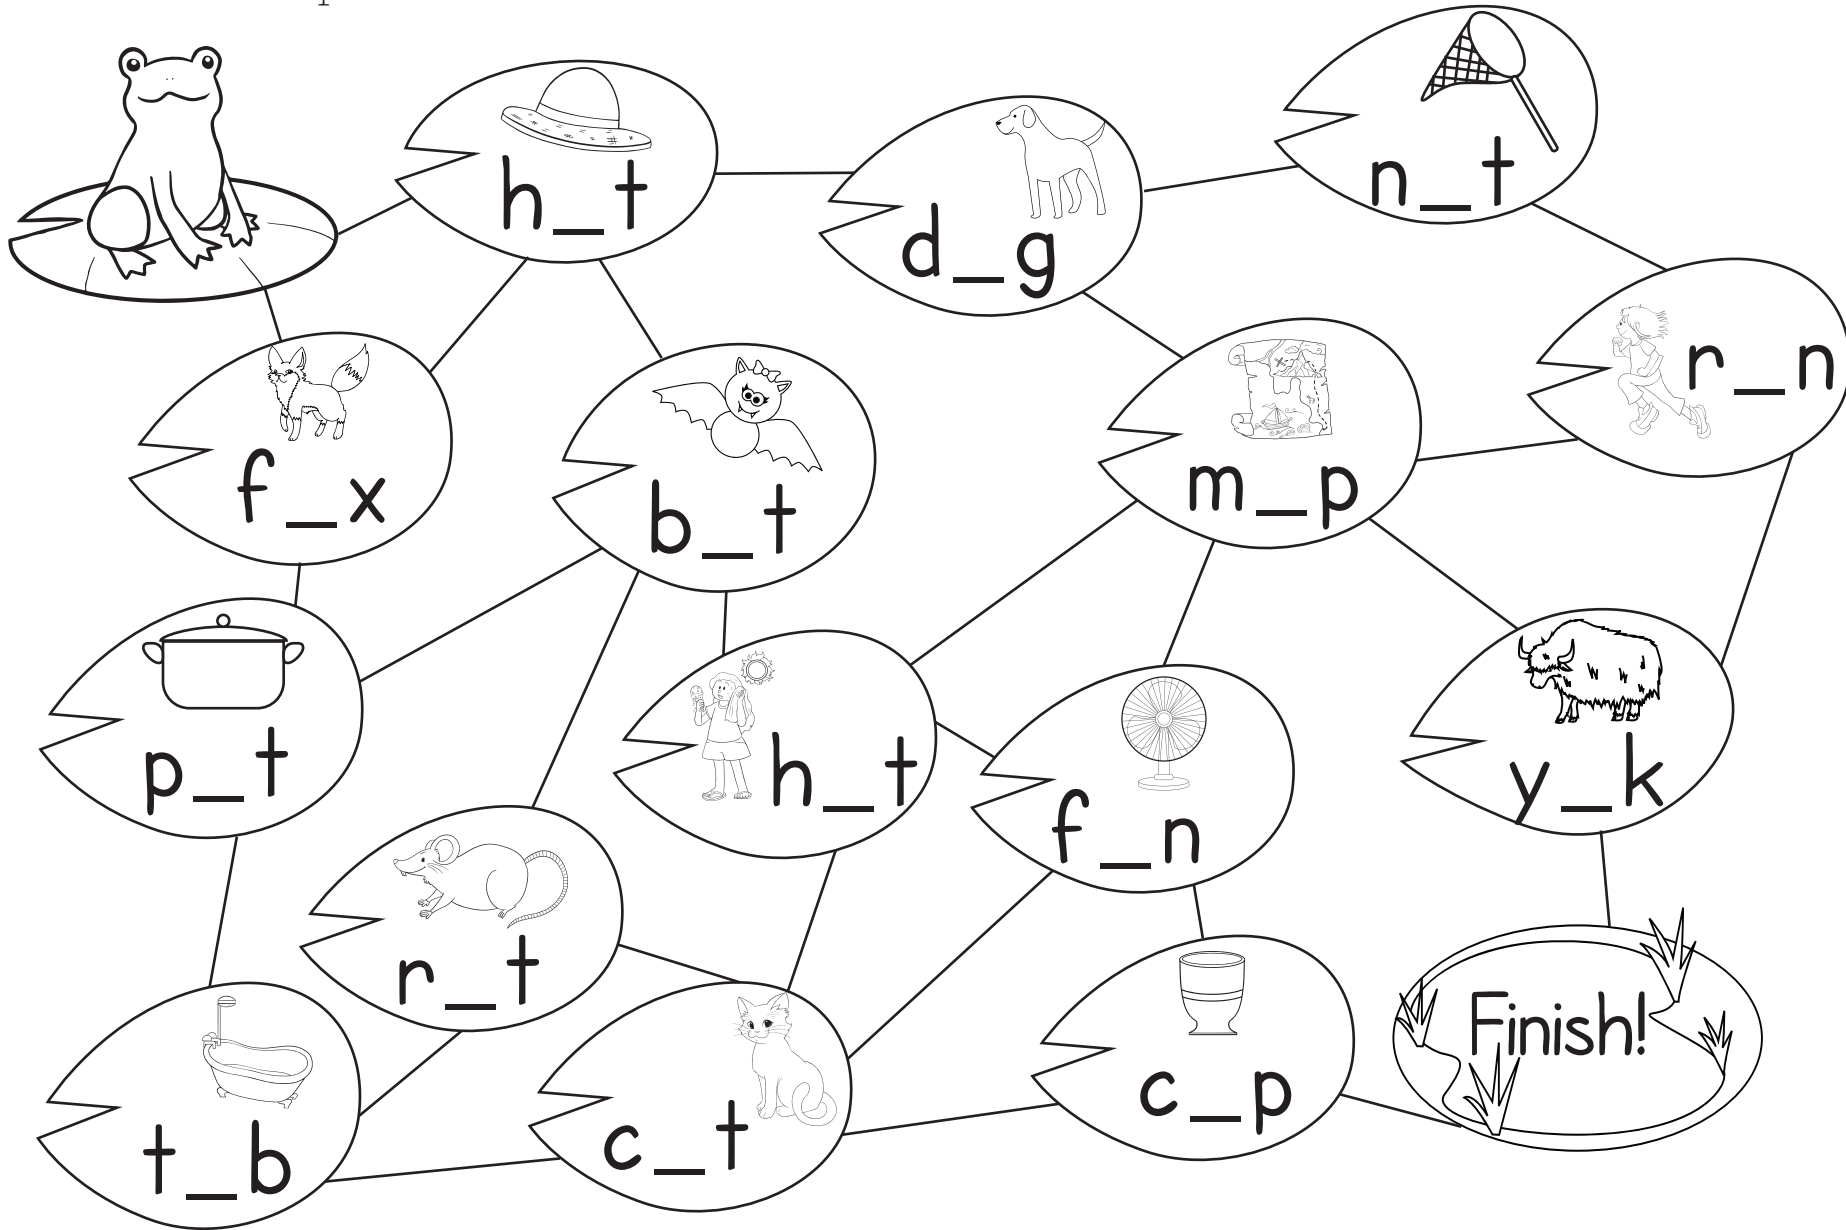 h_t
d_g
n_t
r_n
f_x
b_t
m_p
p_t
h_t
f_n
y_k
r_t
t_b
c_t
c_p
Finish!